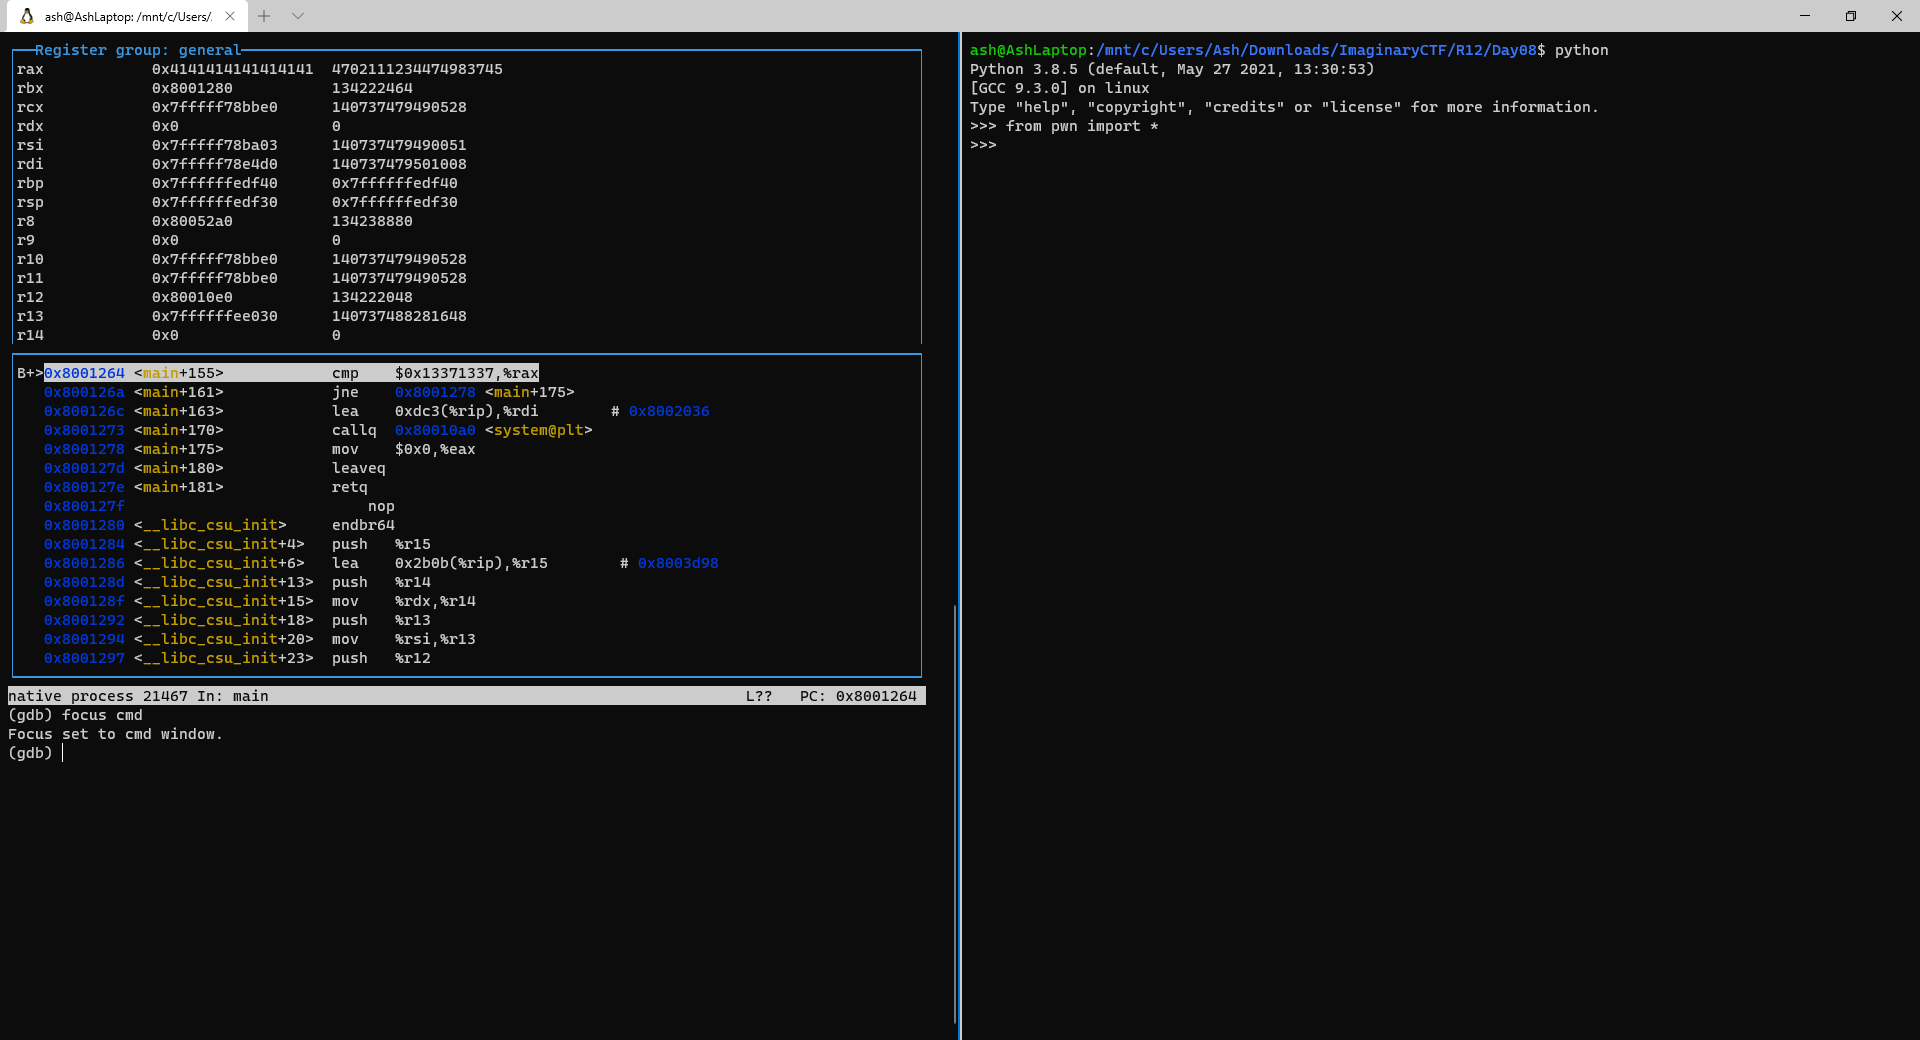 ash@AshLaptop: /mnt/c/Users/.
Register group: general
rax 0x4141414141414141 4702111234474983745
rbx 0x8001280 134222464
rcx 0x7fffff78bbe0 140737479490528
rdx 0x0 0
rsi 0x7fffff78ba03 140737479490051
rdi 0x7fffff78e4d0 140737479501008
rbp 0x7ffffffedf40 0x7ffffffedf40
rsp 0x7ffffffedf30 0x7ffffffedf30
r8 0x80052a0 134238880
r9 0x0 0
r10 0x7fffff78bbe0 140737479490528
r11 0x7fffff78bbe0 140737479490528
r12 0x80010e0 134222048
r13 0x7ffffffee030 140737488281648
r14 0x0 0
B+>0x8001264 <main+155> cmp $0x13371337,%rax
0x800126a <main+161> jne 0x8001278 <main+175>
0x800126c <main+163> lea 0xdc3(%rip),%rdi # 0x8002036
0x8001273 <main+170> callq 0x80010a0 <system@plt>
0x8001278 <main+175> mov $0x0,%eax
0x800127d <main+180> leaveq
0x800127e <main+181> retq
0x800127f nop
0x8001280 <__libc_csu_init> endbr64
0x8001284 <__libc_csu_init+4> push %r15
0x8001286 <__libc_csu_init+6> lea 0x2b0b(%rip),%r15 # 0x8003d98
0x800128d <__libc_csu_init+13> push %r14
0x800128f <__libc_csu_init+15> mov %rdx,%r14
0x8001292 <__libc_csu_init+18> push %r13
0x8001294 <__libc_csu_init+20> mov %rsi,%r13
0x8001297 <__libc_csu_init+23> push %r12
native process 21467 In: main L?? PC: 0x8001264
(gdb) focus cmd
Focus set to cmd window.
(gdb)
ash@AshLaptop:/mnt/c/Users/Ash/Downloads/ImaginaryCTF/R12/Day08$ python
Python 3.8.5 (default, May 27 2021, 13:30:53)
[GCC 9.3.0] on linux
Type "help", "copyright", "credits" or "license" for more information.
>>> from pwn import *
>>>